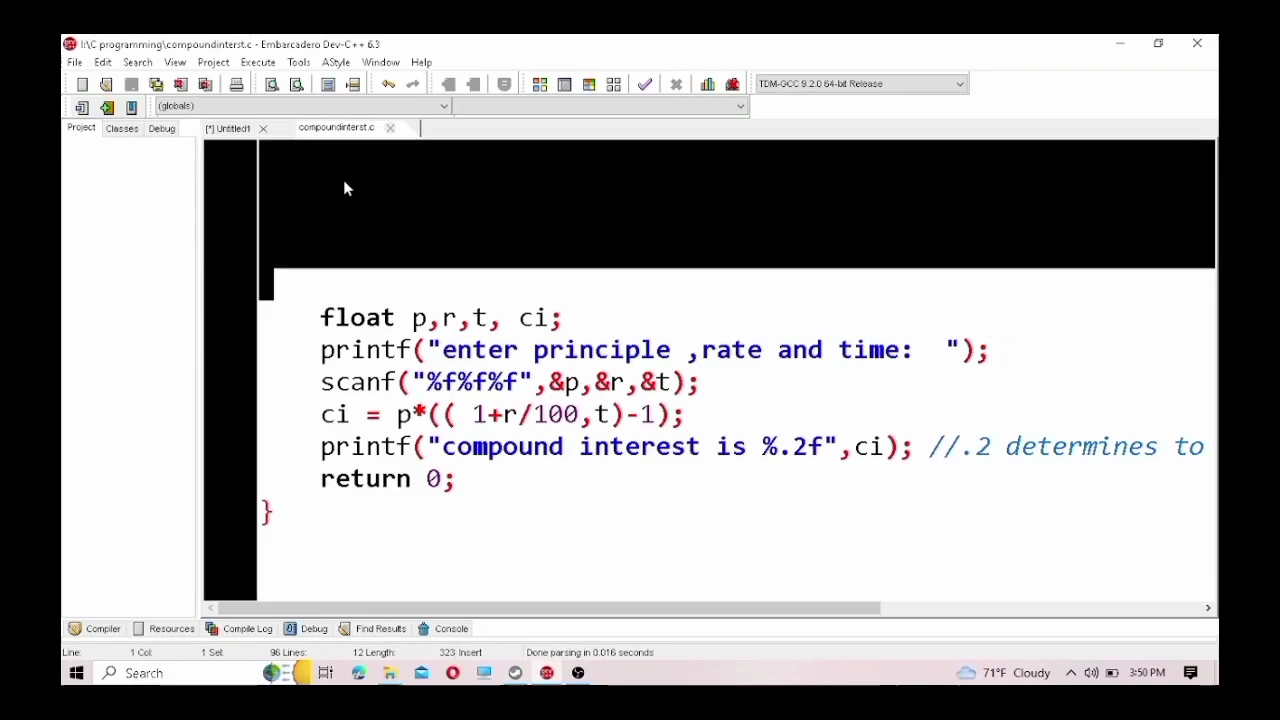 I:\C programming\compoundinterst.c - Embarcadero Dev-C++ 6.3
File Edit Search View Project Execute Tools AStyle Window Help
TDM-GCC 9.2.0 64-bit Release
(globals)
Project Classes Debug [*] Untitled1 compoundinterst.c
float p,r,t, ci;
printf("enter principle ,rate and time:  ");
scanf("%f%f%f",&p,&r,&t);
ci = p*(( 1+r/100,t)-1);
printf("compound interest is %.2f",ci); //.2 determines to
return 0;
}
Compiler Resources Compile Log Debug Find Results Console
Line: 1 Col: 1 Sel: 96 Lines: 12 Length: 323 Insert Done parsing in 0.016 seconds
Search 71°F Cloudy 3:50 PM